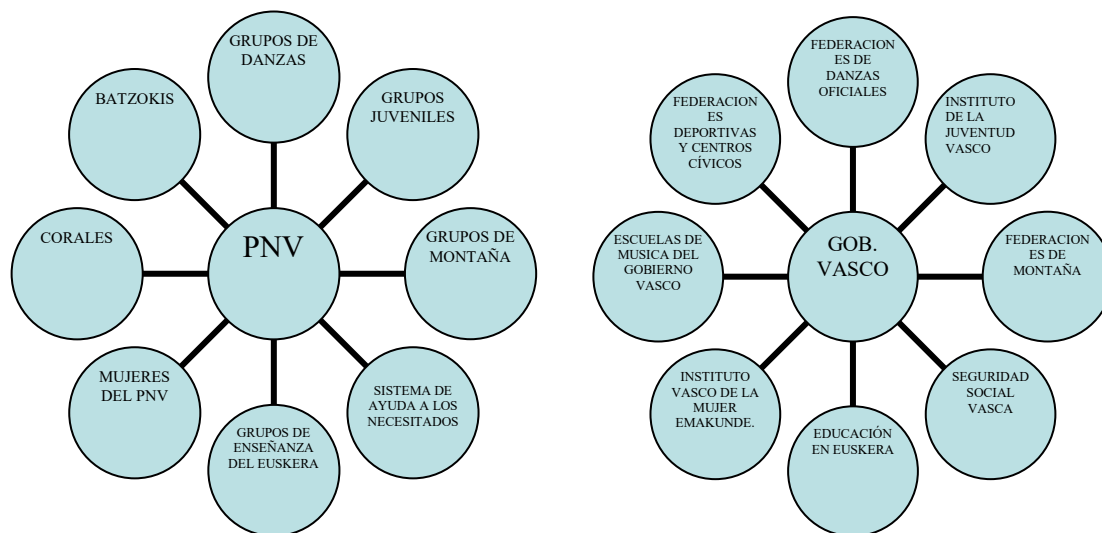 GRUPOS DE
DANZAS
BATZOKIS
GRUPOS
JUVENILES
CORALES
PNV
GRUPOS DE
MONTAÑA
MUJERES
DEL PNV
SISTEMA DE
AYUDA A LOS
NECESITADOS
GRUPOS DE
ENSEÑANZA
DEL EUSKERA
FEDERACION
ES DE
DANZAS
OFICIALES
FEDERACION
ES
DEPORTIVAS
Y CENTROS
CÍVICOS
INSTITUTO
DE LA
JUVENTUD
VASCO
ESCUELAS DE
MUSICA DEL
GOBIERNO
VASCO
GOB.
VASCO
FEDERACION
ES DE
MONTAÑA
INSTITUTO
VASCO DE LA
MUJER
EMAKUNDE.
SEGURIDAD
SOCIAL
VASCA
EDUCACIÓN
EN EUSKERA